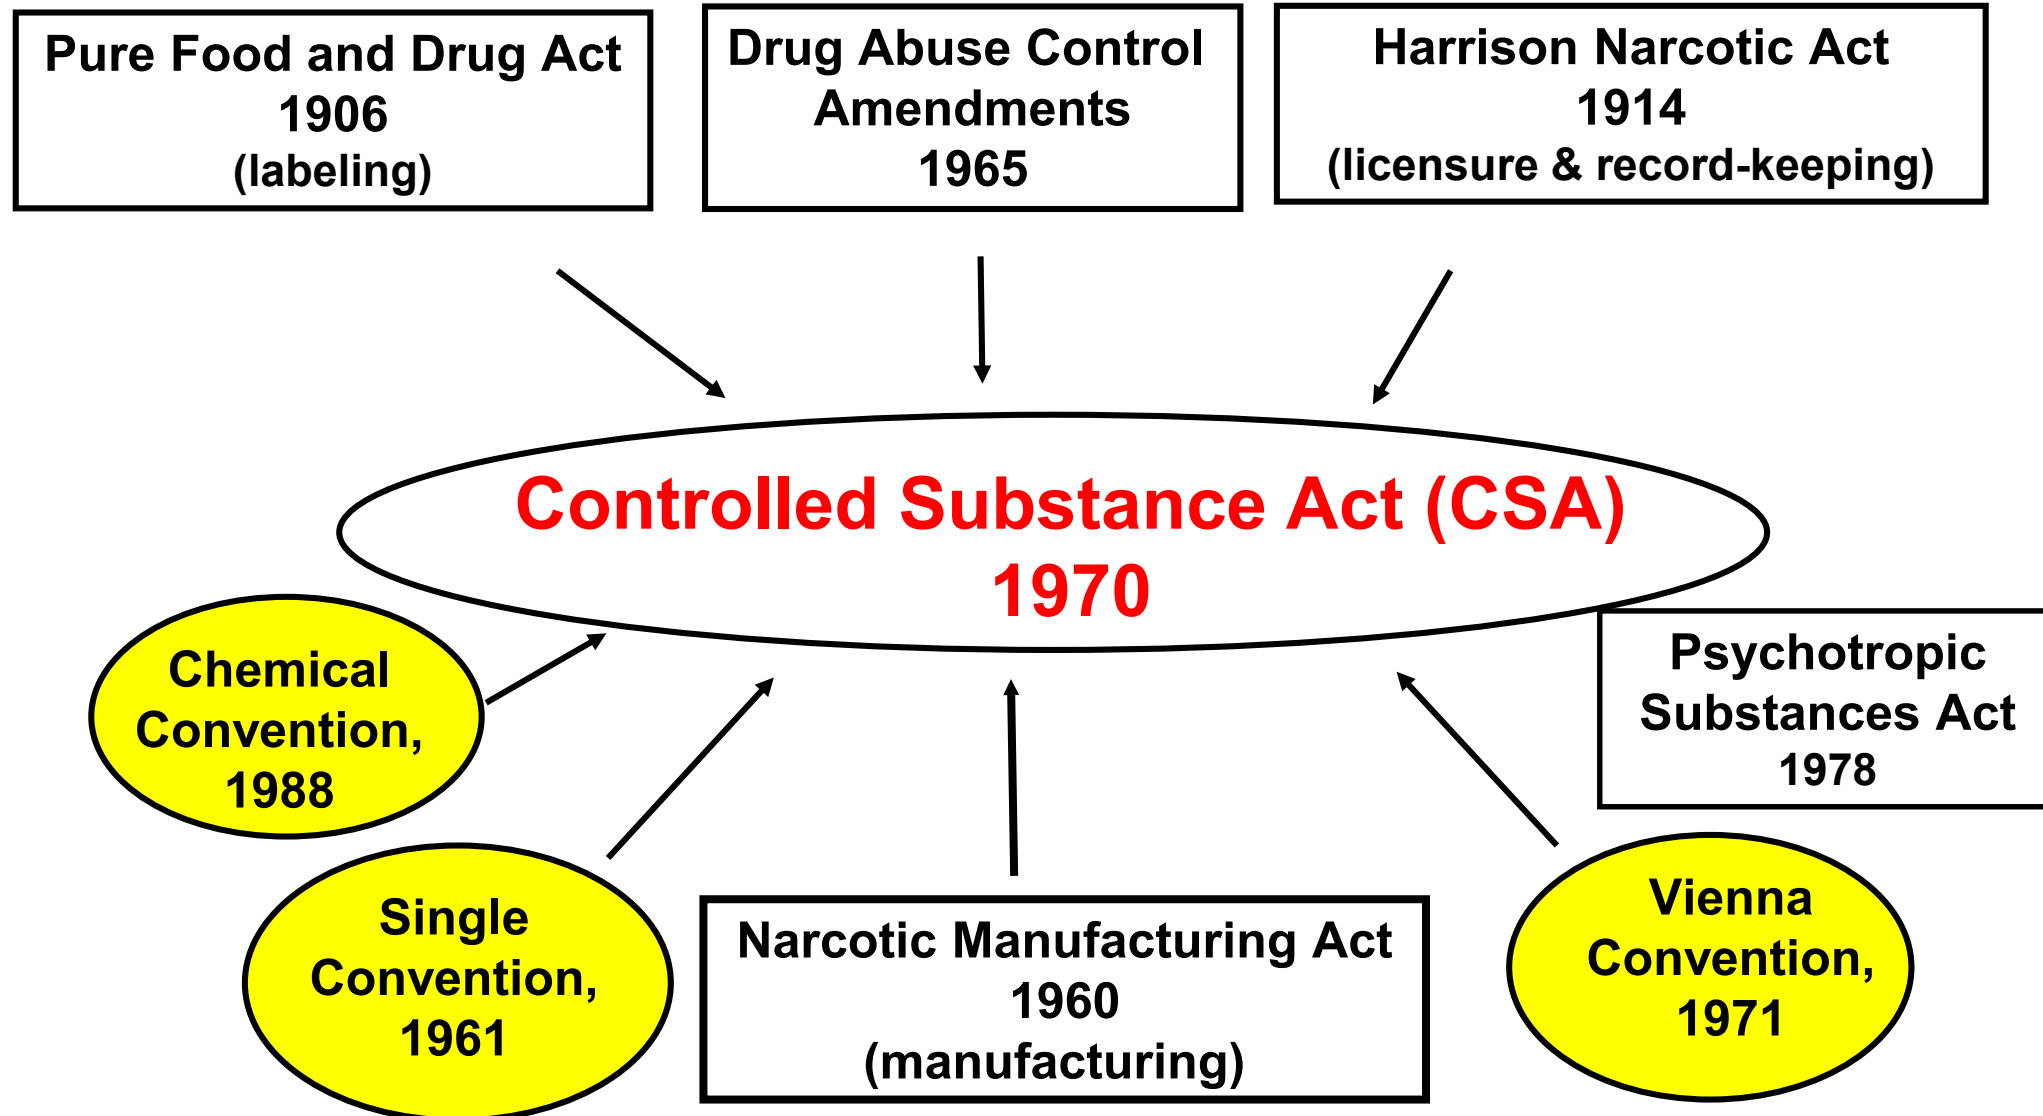 Pure Food and Drug Act
1906
(labeling)
Drug Abuse Control
Amendments
1965
Harrison Narcotic Act
1914
(licensure & record-keeping)
Controlled Substance Act (CSA)
1970
Chemical
Convention,
1988
Psychotropic
Substances Act
1978
Single
Convention,
1961
Narcotic Manufacturing Act
1960
(manufacturing)
Vienna
Convention,
1971